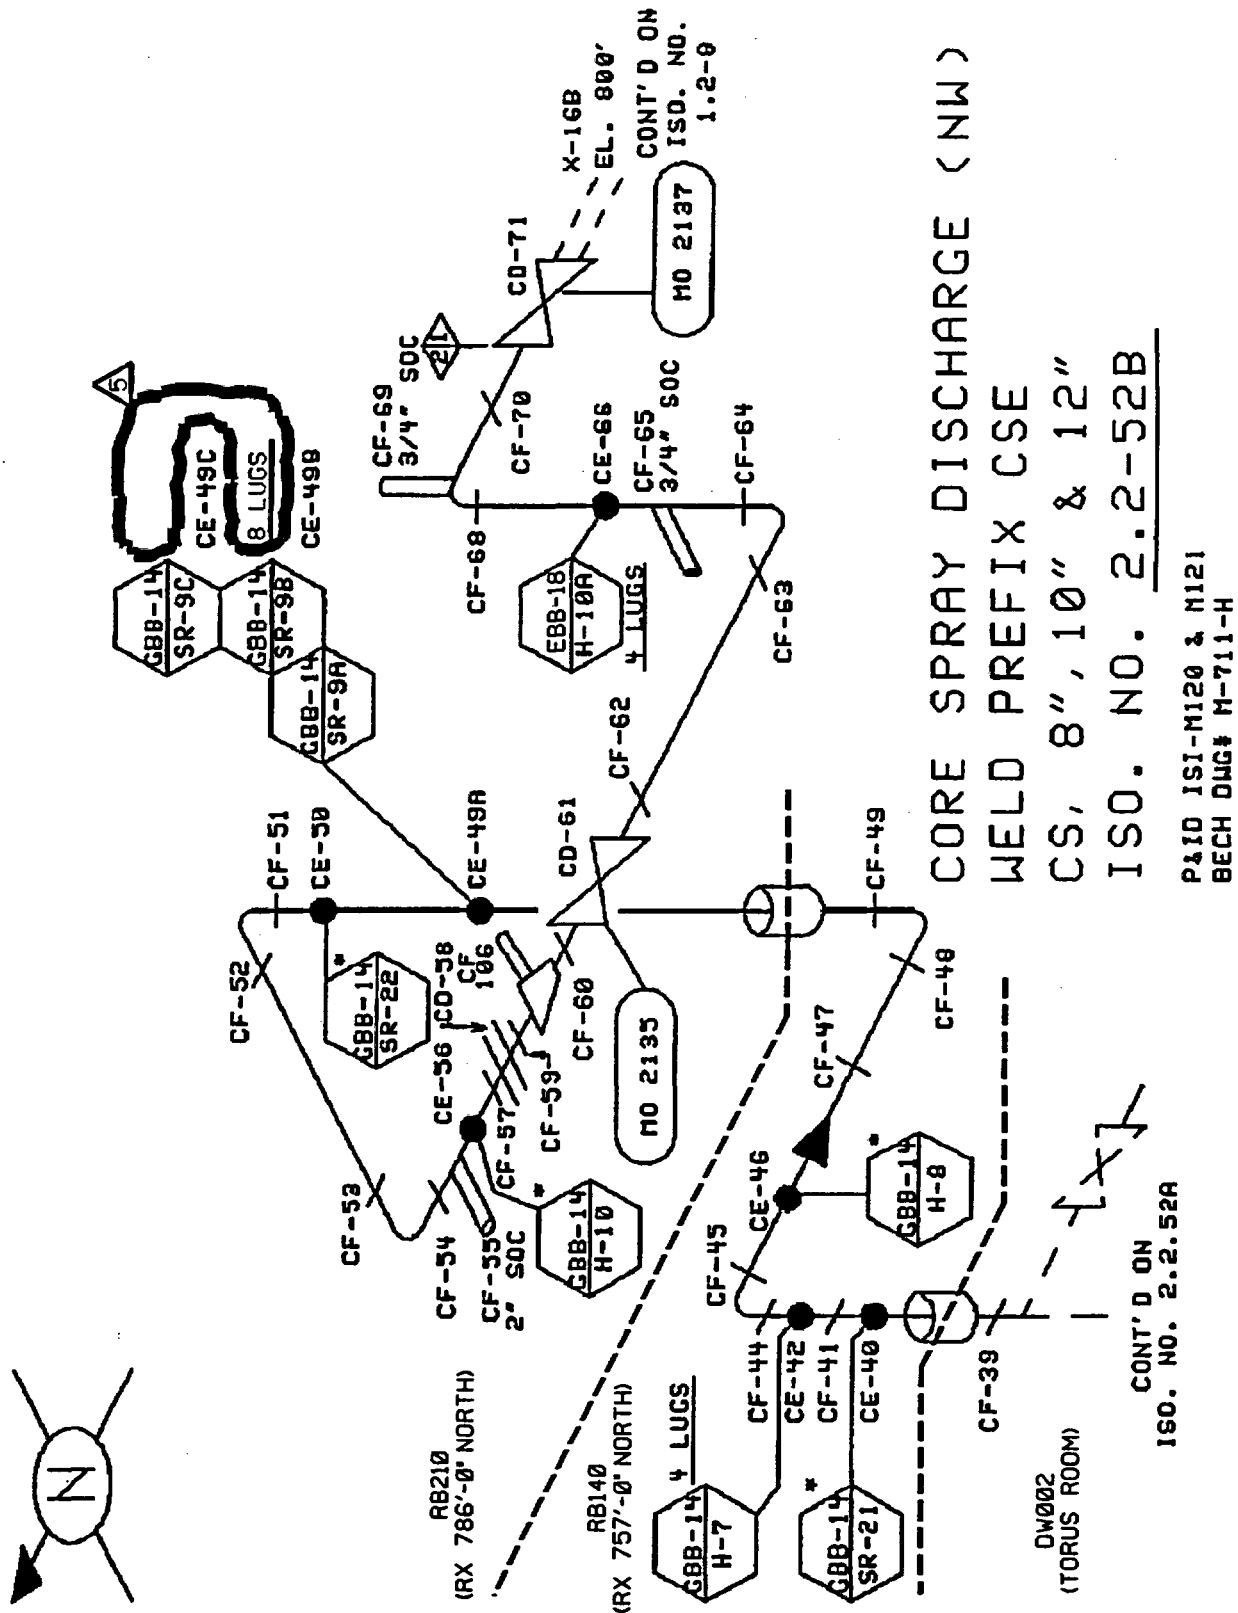 N
5
GBB-14
SR-9C
CE-49C
GBB-14
SR-9B
8 LUGS
CE-49B
GBB-14
SR-9A
CF-51
CE-50
CF-52
GBB-14
SR-22
*
CE-49A
CD-58
CF
106
CE-56
CF-57
CF-59
CF-60
CD-61
MO 2135
CF-53
CF-54
CF-55
2" SOC
GBB-14
H-10
*
CF-62
CF-63
CF-64
CF-65
3/4" SOC
CE-66
EBB-18
H-10A
4 LUGS
CF-68
CF-69
3/4" SOC
CF-70
21
CD-71
MO 2137
X-16B
EL. 800'
CONT'D ON
ISO. NO.
1.2-8
RB210
(RX 786'-0" NORTH)
RB140
(RX 757'-0" NORTH)
GBB-14
H-7
4 LUGS
CF-44
CE-42
CF-41
CE-40
GBB-14
SR-21
*
CF-45
CE-46
GBB-14
H-8
*
CF-47
CF-48
CF-49
CF-39
DW002
(TORUS ROOM)
CONT'D ON
ISO. NO. 2.2.52A
CORE SPRAY DISCHARGE (NW)
WELD PREFIX CSE
CS, 8", 10" & 12"
ISO. NO. 2.2-52B
P&ID ISI-M120 & M121
BECH DWG# M-711-H